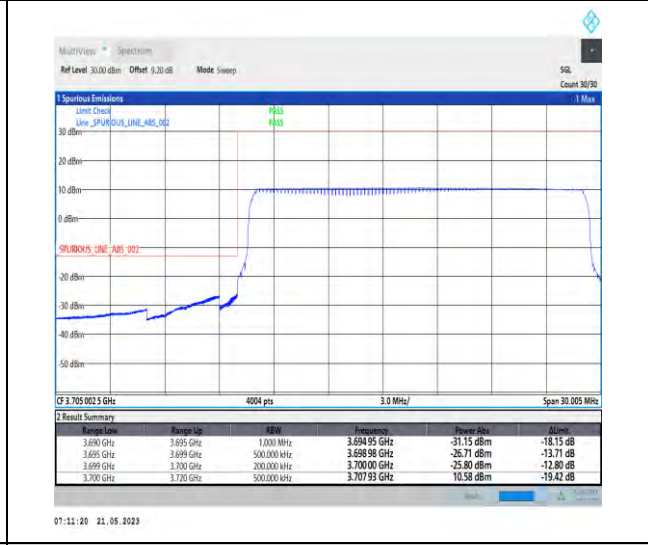 MultiView Spectrum
Ref Level 30.00 dBm Offset 9.20 dB Mode Sweep SGL
Count 30/30
1 Spurious Emissions 1 Max
Limit Check PASS
Line _SPURIOUS_LINE_ABS_002 PASS
30 dBm
20 dBm
10 dBm
0 dBm
SPURIOUS_LINE_ABS_002
-20 dBm
-30 dBm
-40 dBm
-50 dBm
CF 3.705 002 5 GHz 4004 pts 3.0 MHz/ Span 30.005 MHz
2 Result Summary
Range Low Range Up RBW Frequency Power Abs ΔLimit
3.690 GHz 3.695 GHz 1.000 MHz 3.694 95 GHz -31.15 dBm -18.15 dB
3.695 GHz 3.699 GHz 500.000 kHz 3.698 98 GHz -26.71 dBm -13.71 dB
3.699 GHz 3.700 GHz 200.000 kHz 3.700 00 GHz -25.80 dBm -12.80 dB
3.700 GHz 3.720 GHz 500.000 kHz 3.707 93 GHz 10.58 dBm -19.42 dB
07:11:20 21.05.2023